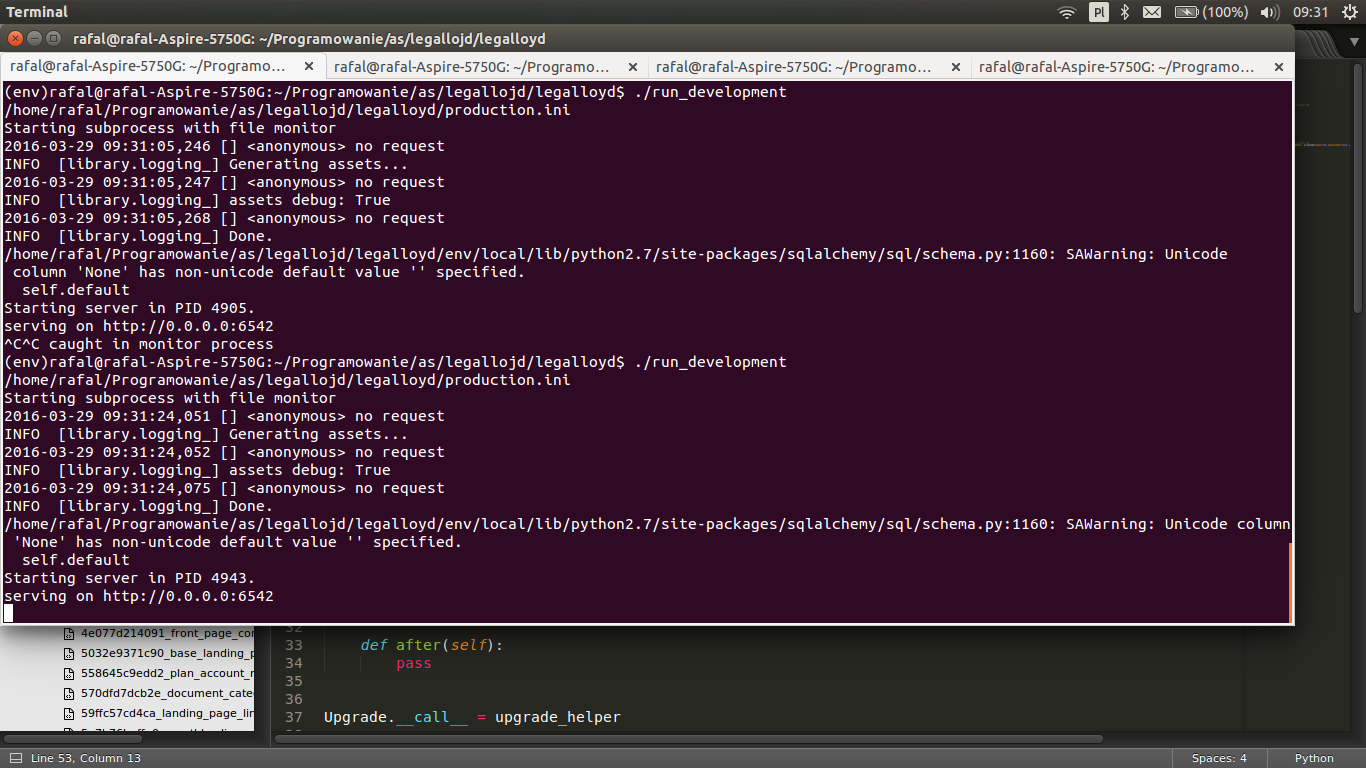 Terminal
Pl
(100%)
09:31
rafal@rafal-Aspire-5750G: ~/Programowanie/as/legallojd/legalloyd
rafal@rafal-Aspire-5750G: ~/Programo... × rafal@rafal-Aspire-5750G: ~/Programo... × rafal@rafal-Aspire-5750G: ~/Programo... × rafal@rafal-Aspire-5750G: ~/Programo... ×
(env)rafal@rafal-Aspire-5750G:~/Programowanie/as/legallojd/legalloyd$ ./run_development
/home/rafal/Programowanie/as/legallojd/legalloyd/production.ini
Starting subprocess with file monitor
2016-03-29 09:31:05,246 [] <anonymous> no request
INFO  [library.logging_] Generating assets...
2016-03-29 09:31:05,247 [] <anonymous> no request
INFO  [library.logging_] assets debug: True
2016-03-29 09:31:05,268 [] <anonymous> no request
INFO  [library.logging_] Done.
/home/rafal/Programowanie/as/legallojd/legalloyd/env/local/lib/python2.7/site-packages/sqlalchemy/sql/schema.py:1160: SAWarning: Unicode
 column 'None' has non-unicode default value '' specified.
  self.default
Starting server in PID 4905.
serving on http://0.0.0.0:6542
^C^C caught in monitor process
(env)rafal@rafal-Aspire-5750G:~/Programowanie/as/legallojd/legalloyd$ ./run_development
/home/rafal/Programowanie/as/legallojd/legalloyd/production.ini
Starting subprocess with file monitor
2016-03-29 09:31:24,051 [] <anonymous> no request
INFO  [library.logging_] Generating assets...
2016-03-29 09:31:24,052 [] <anonymous> no request
INFO  [library.logging_] assets debug: True
2016-03-29 09:31:24,075 [] <anonymous> no request
INFO  [library.logging_] Done.
/home/rafal/Programowanie/as/legallojd/legalloyd/env/local/lib/python2.7/site-packages/sqlalchemy/sql/schema.py:1160: SAWarning: Unicode column
 'None' has non-unicode default value '' specified.
  self.default
Starting server in PID 4943.
serving on http://0.0.0.0:6542
4e077d214091_front_page_con
5032e9371c90_base_landing_p
558645c9edd2_plan_account_r
570dfd7dcb2e_document_cate
59ffc57cd4ca_landing_page_lin
32
33 def after(self):
34 pass
35
36
37 Upgrade.__call__ = upgrade_helper
Line 53, Column 13
Spaces: 4
Python